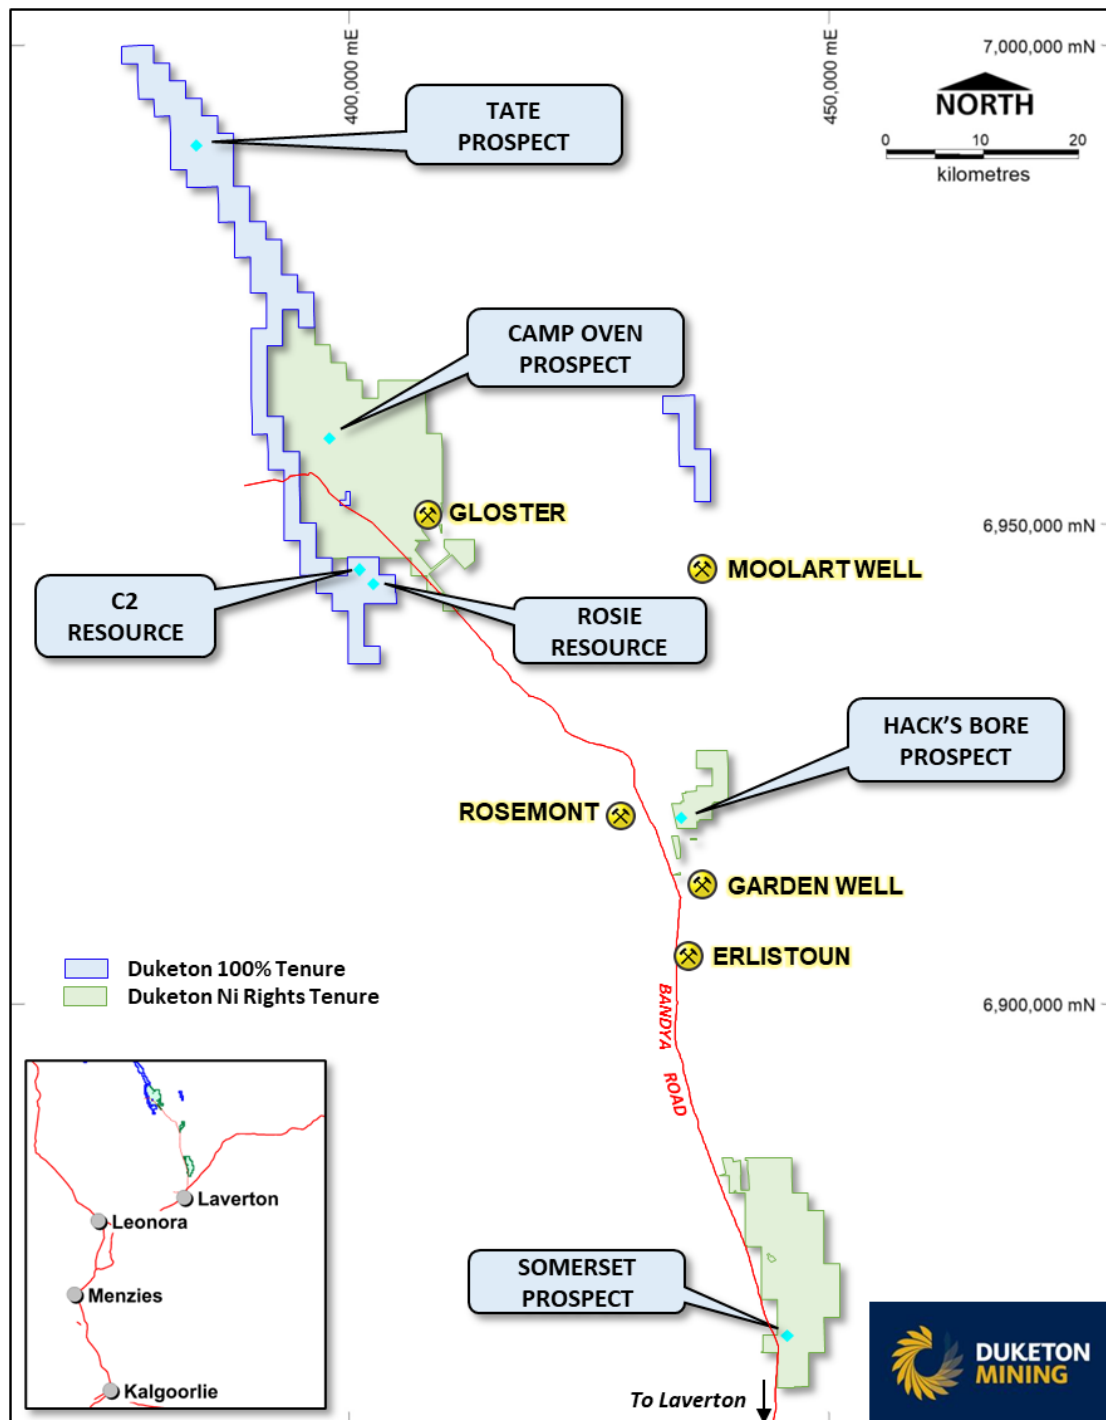 400,000 mE
450,000 mE
7,000,000 mN
NORTH
0 10 20
kilometres
TATE
PROSPECT
CAMP OVEN
PROSPECT
GLOSTER
6,950,000 mN
MOOLART WELL
C2
RESOURCE
ROSIE
RESOURCE
HACK'S BORE
PROSPECT
ROSEMONT
GARDEN WELL
ERLISTOUN
Duketon 100% Tenure
Duketon Ni Rights Tenure
6,900,000 mN
BANDYA
ROAD
Laverton
Leonora
Menzies
Kalgoorlie
SOMERSET
PROSPECT
To Laverton
DUKETON
MINING